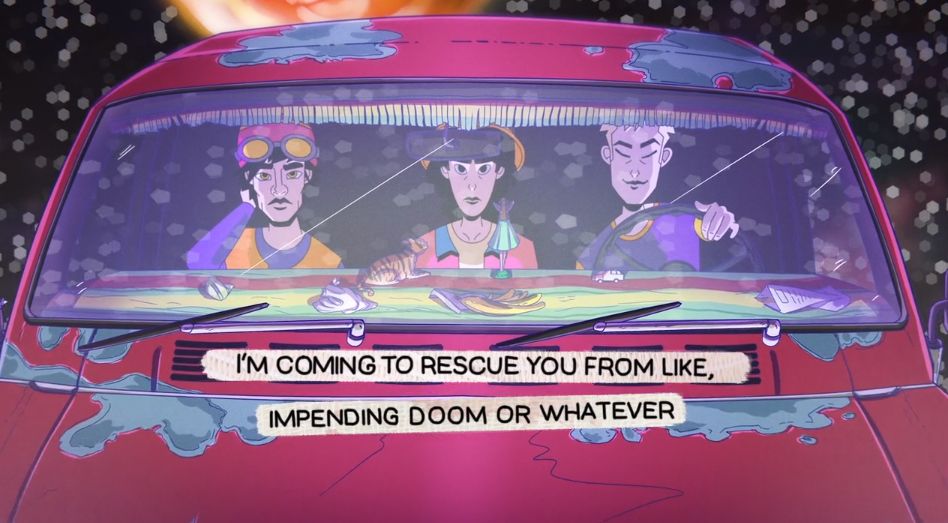 I'M COMING TO RESCUE YOU FROM LIKE,
IMPENDING DOOM OR WHATEVER